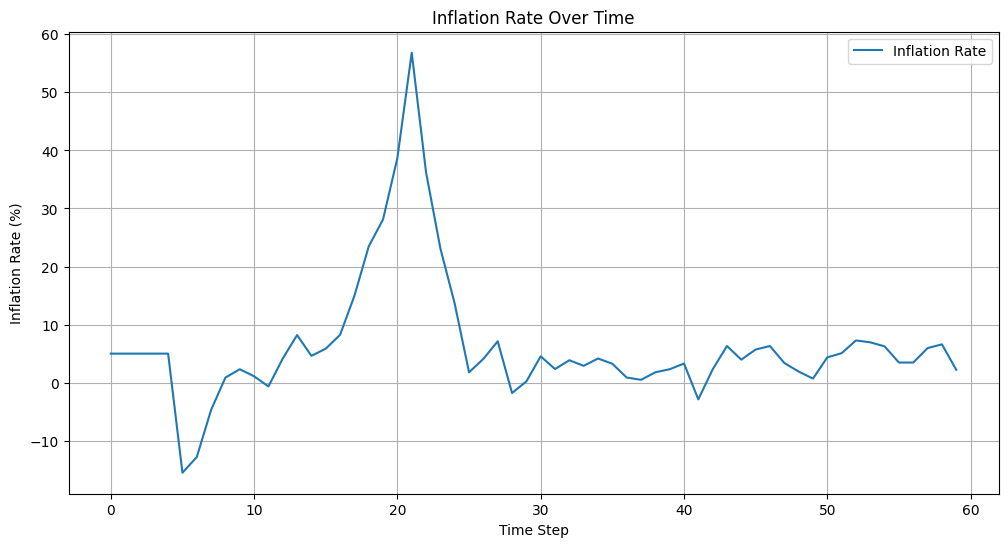 Inflation Rate Over Time
Inflation Rate
Inflation Rate (%)
60
50
40
30
20
10
0
−10
0 10 20 30 40 50 60
Time Step